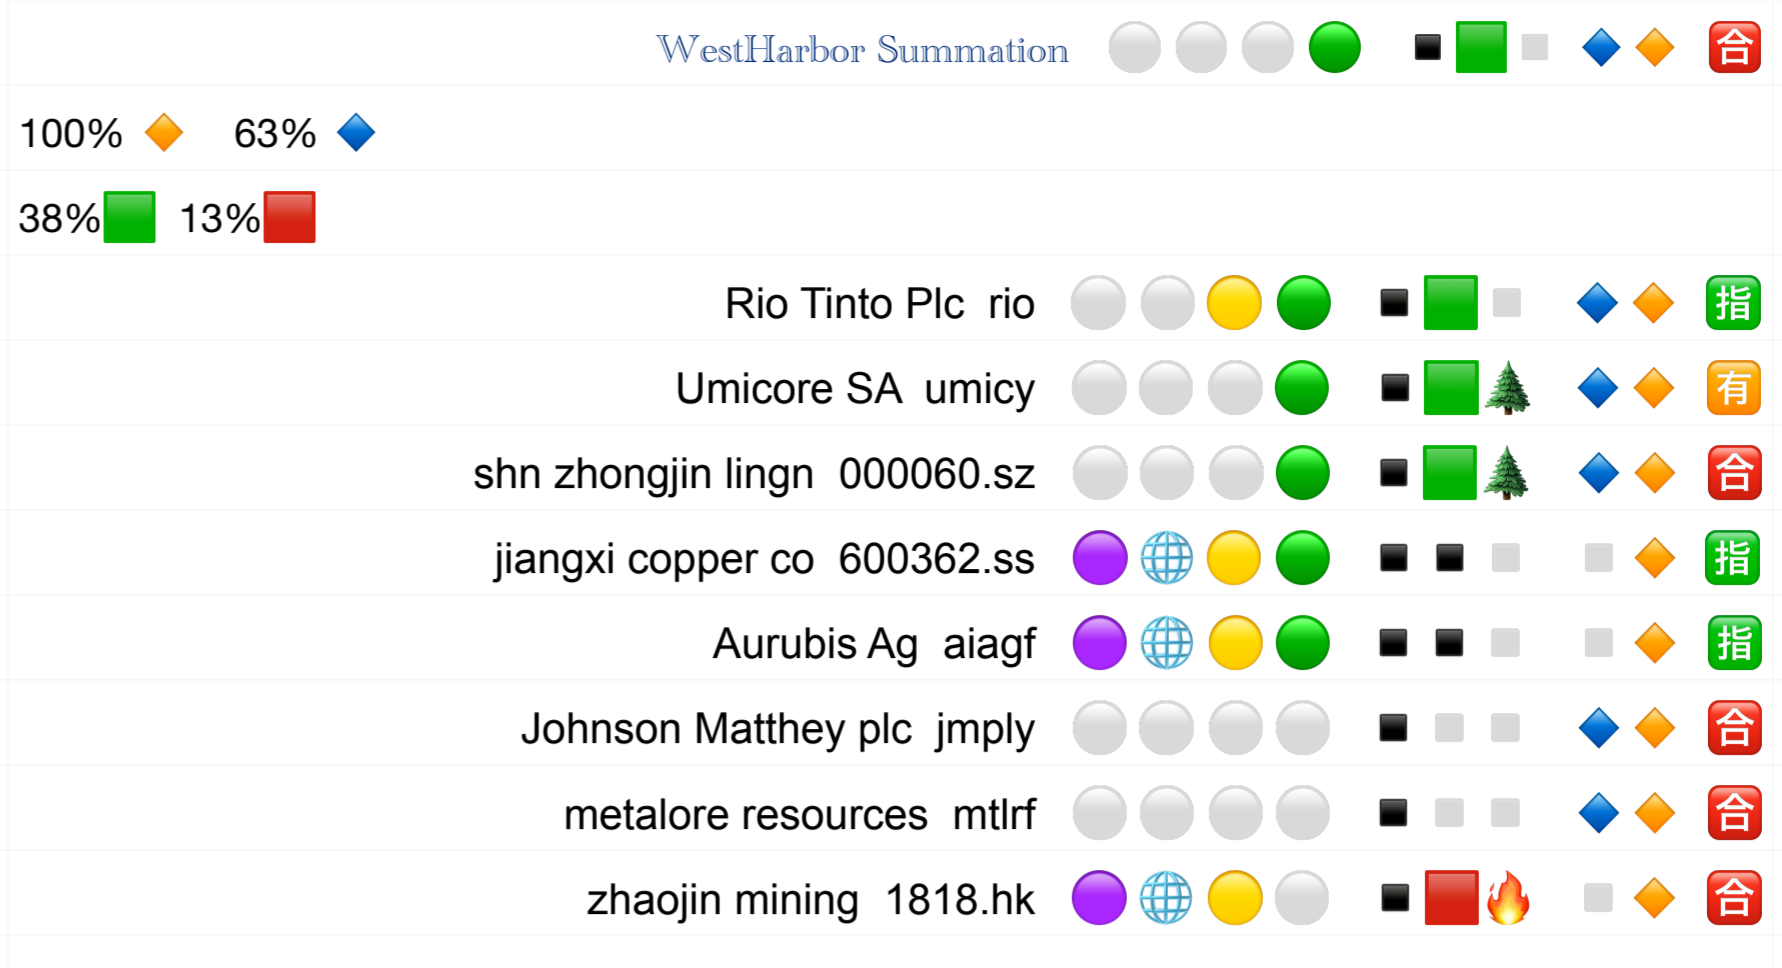 WestHarbor Summation 合
100% 63%
38% 13%
Rio Tinto Plc rio 指
Umicore SA umicy 有
shn zhongjin lingn 000060.sz 合
jiangxi copper co 600362.ss 指
Aurubis Ag aiagf 指
Johnson Matthey plc jmply 合
metalore resources mtlrf 合
zhaojin mining 1818.hk 合